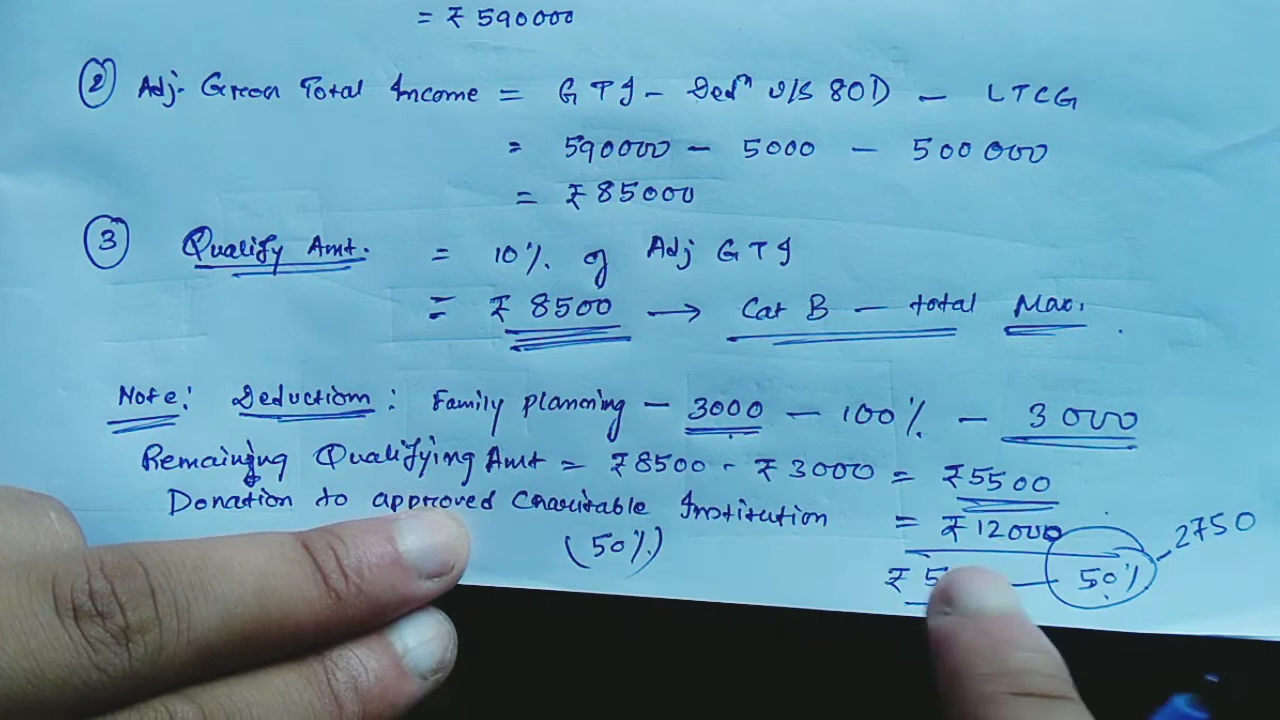 = ₹ 590000
② Adj. Gross Total Income = GTI - Dedⁿ U/S 80D - LTCG
= 590000 - 5000 - 500000
= ₹ 85000
③ Qualify Amt. = 10% of Adj GTI
= ₹ 8500 → Cat B - total Max.
Note: Deduction: Family planning - 3000 - 100% - 3000
Remaining Qualifying Amt = ₹8500 - ₹3000 = ₹5500
Donation to approved Charitable Institution = ₹12000
(50%) ₹5 - 50% - 2750